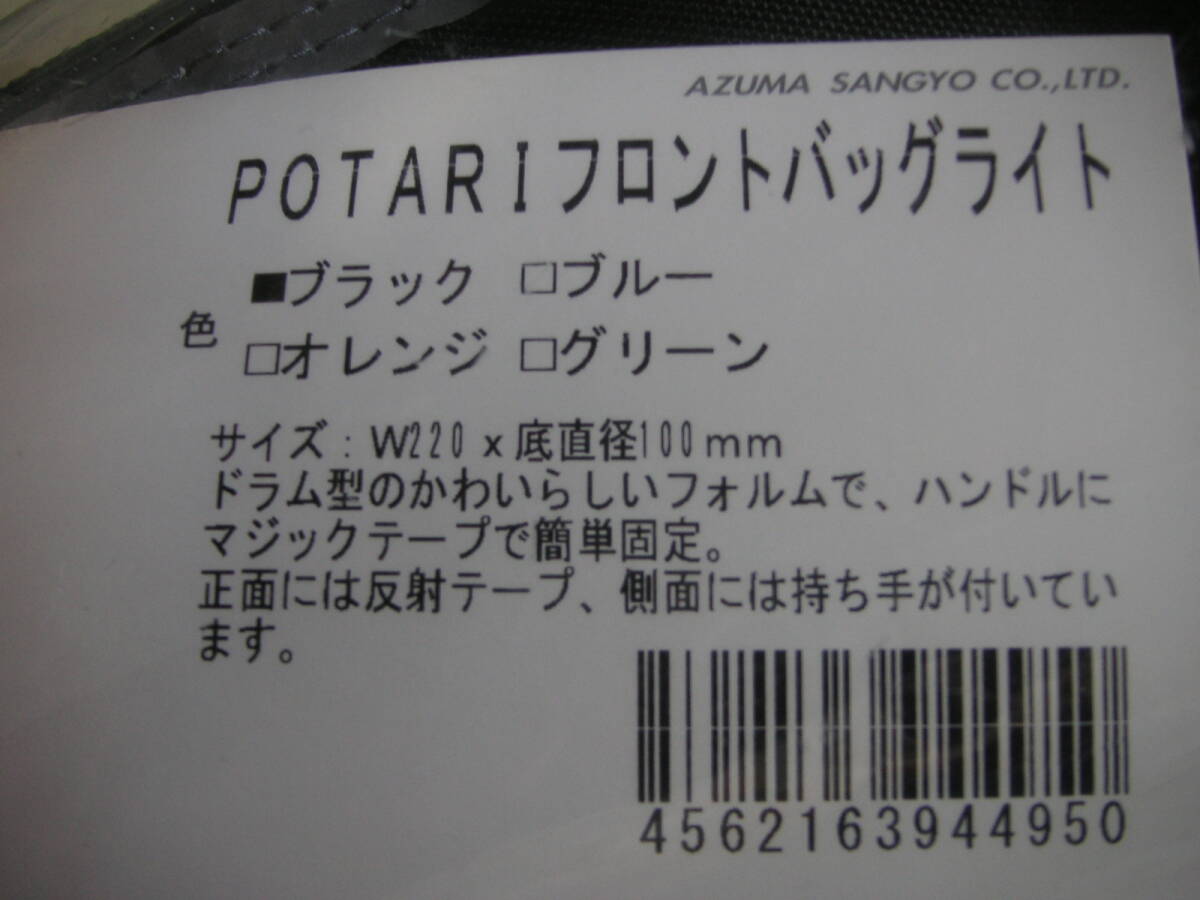 AZUMA SANGYO CO.,LTD.
POTARIフロントバッグライト
色
■ブラック □ブルー
□オレンジ □グリーン
サイズ：W220 x 底直径100mm
ドラム型のかわいらしいフォルムで、ハンドルに
マジックテープで簡単固定。
正面には反射テープ、側面には持ち手が付いてい
ます。
4562163944950